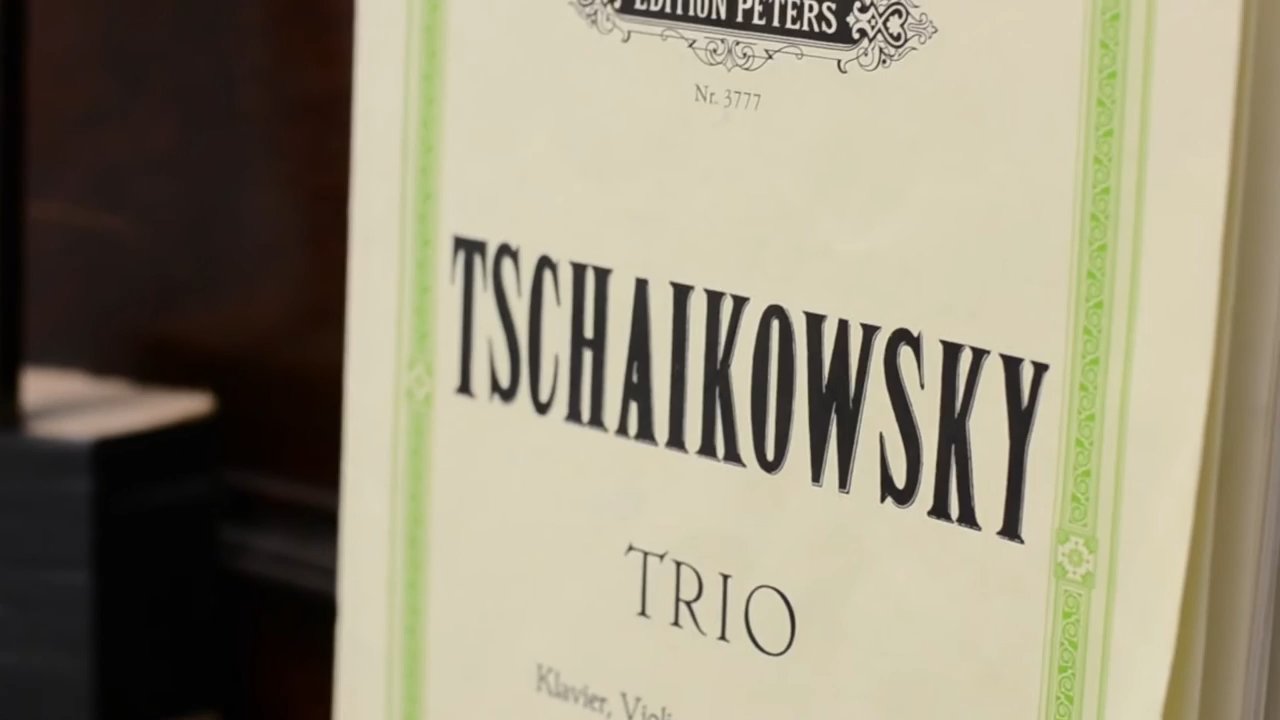 EDITION PETERS
Nr. 3777
TSCHAIKOWSKY
TRIO
Klavier,